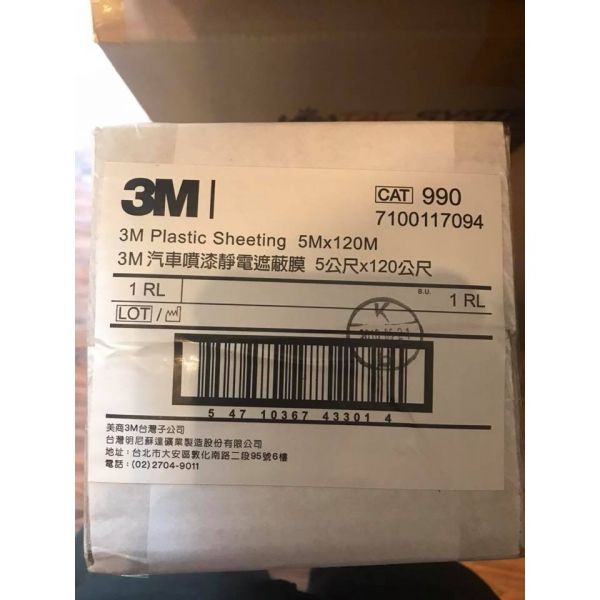 3M
CAT 990
7100117094
3M Plastic Sheeting 5Mx120M
3M 汽車噴漆靜電遮蔽膜 5公尺x120公尺
1 RL
B.U. 1 RL
LOT /
K
5 47 10367 43301 4
美商3M台灣子公司
台灣明尼蘇達礦業製造股份有限公司
地址：台北市大安區敦化南路二段95號6樓
電話：(02)2704-9011